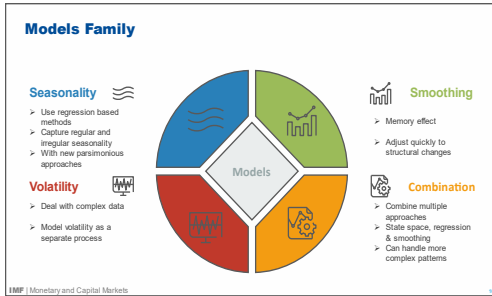 Models Family
Seasonality
➢ Use regression based
methods
➢ Capture regular and
irregular seasonality
➢ With new parsimonious
approaches
Volatility
➢ Deal with complex data
➢ Model volatility as a
separate process
Models
Smoothing
➢ Memory effect
➢ Adjust quickly to
structural changes
Combination
➢ Combine multiple
approaches
➢ State space, regression
& smoothing
➢ Can handle more
complex patterns
IMF | Monetary and Capital Markets